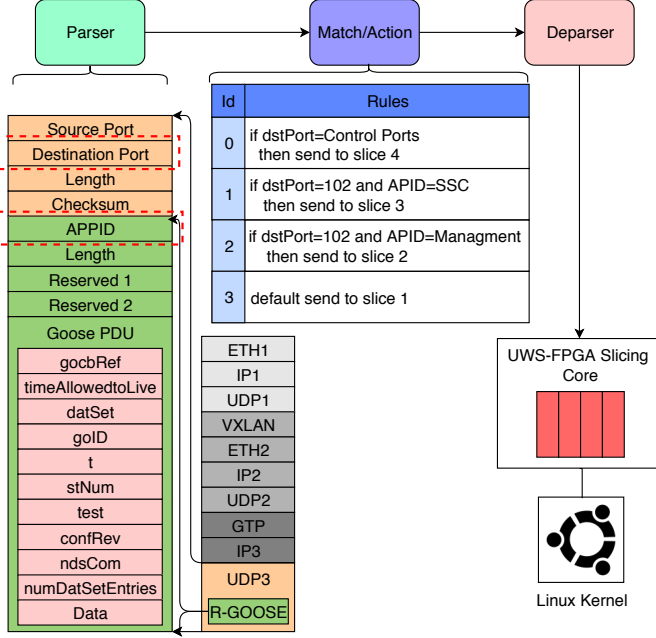 Parser
Match/Action
Deparser
Source Port
Destination Port
Length
Checksum
APPID
Length
Reserved 1
Reserved 2
Goose PDU
gocbRef
timeAllowedtoLive
datSet
goID
t
stNum
test
confRev
ndsCom
numDatSetEntries
Data
Id Rules
0 if dstPort=Control Ports
then send to slice 4
1 if dstPort=102 and APID=SSC
then send to slice 3
2 if dstPort=102 and APID=Managment
then send to slice 2
3 default send to slice 1
ETH1
IP1
UDP1
VXLAN
ETH2
IP2
UDP2
GTP
IP3
UDP3
R-GOOSE
UWS-FPGA Slicing
Core
Linux Kernel